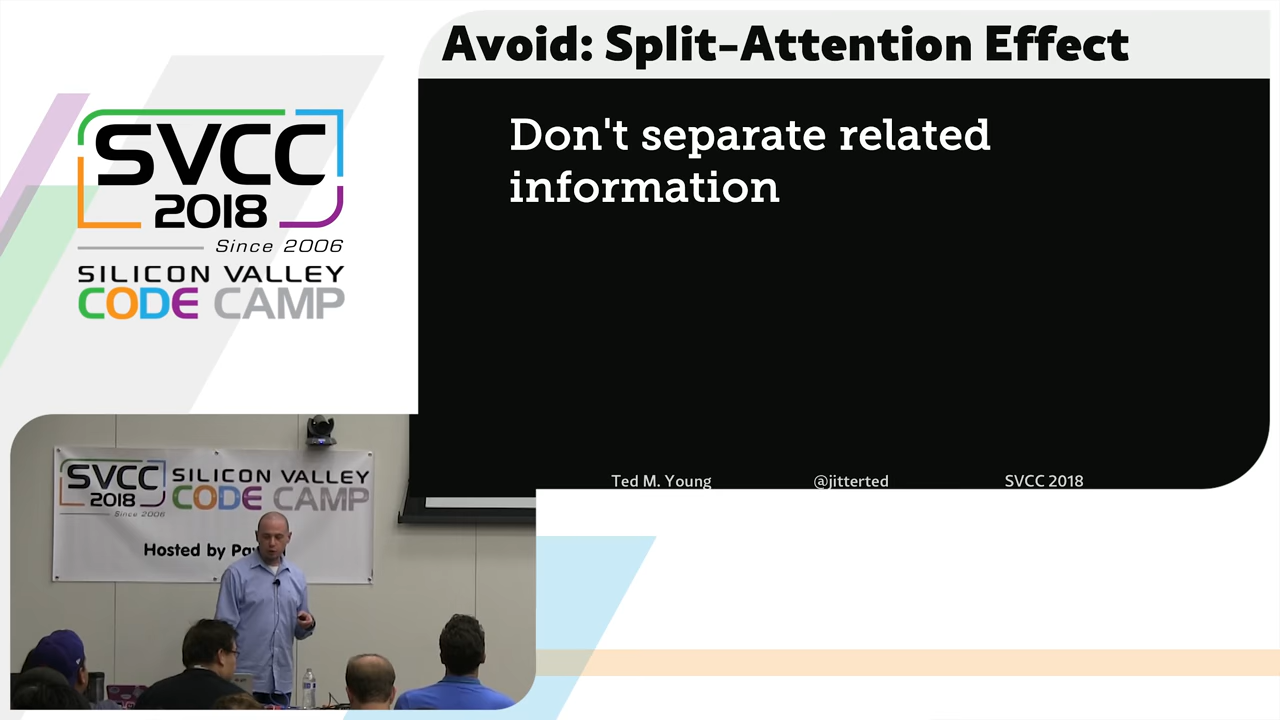 Avoid: Split-Attention Effect
Don't separate related
information
Ted M. Young @jitterted SVCC 2018
SVCC
2018
Since 2006
SILICON VALLEY
CODE CAMP
SVCC
2018
Since 2006
SILICON VALLEY
CODE CAMP
Hosted by